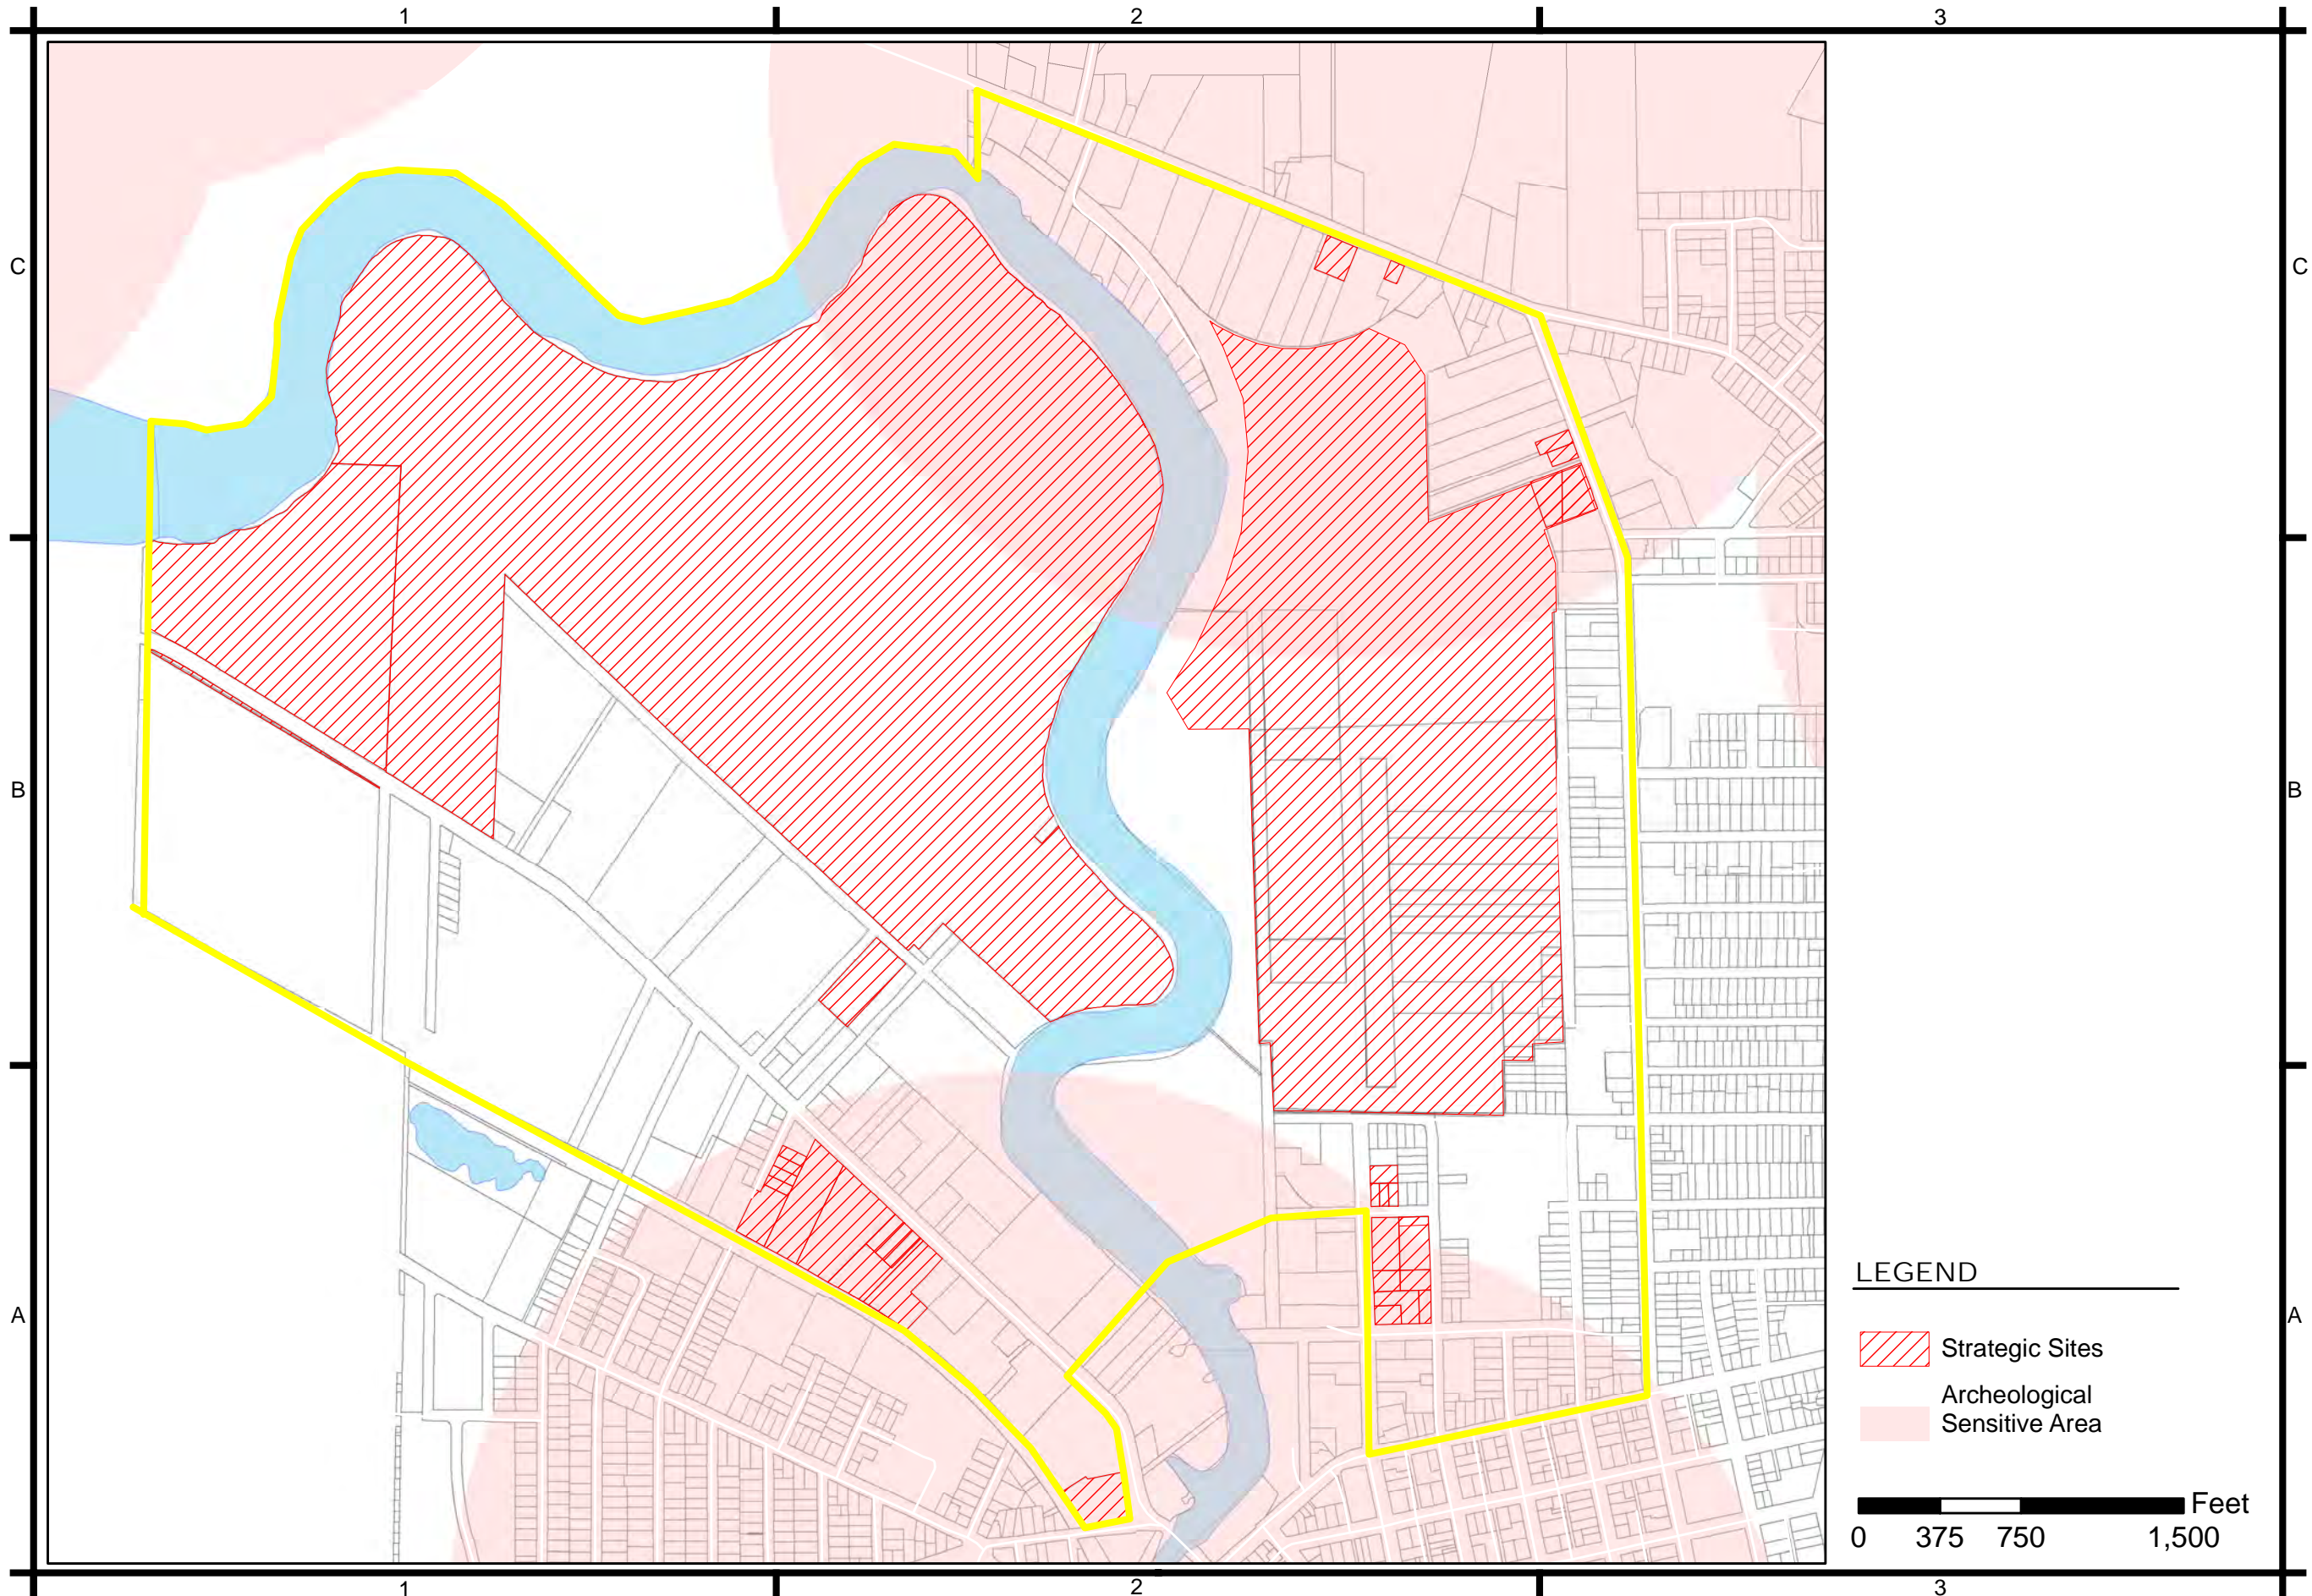 1 2 3
C C
B B
LEGEND
A A
Strategic Sites
Archeological
Sensitive Area
Feet
0 375 750 1,500
1 2 3